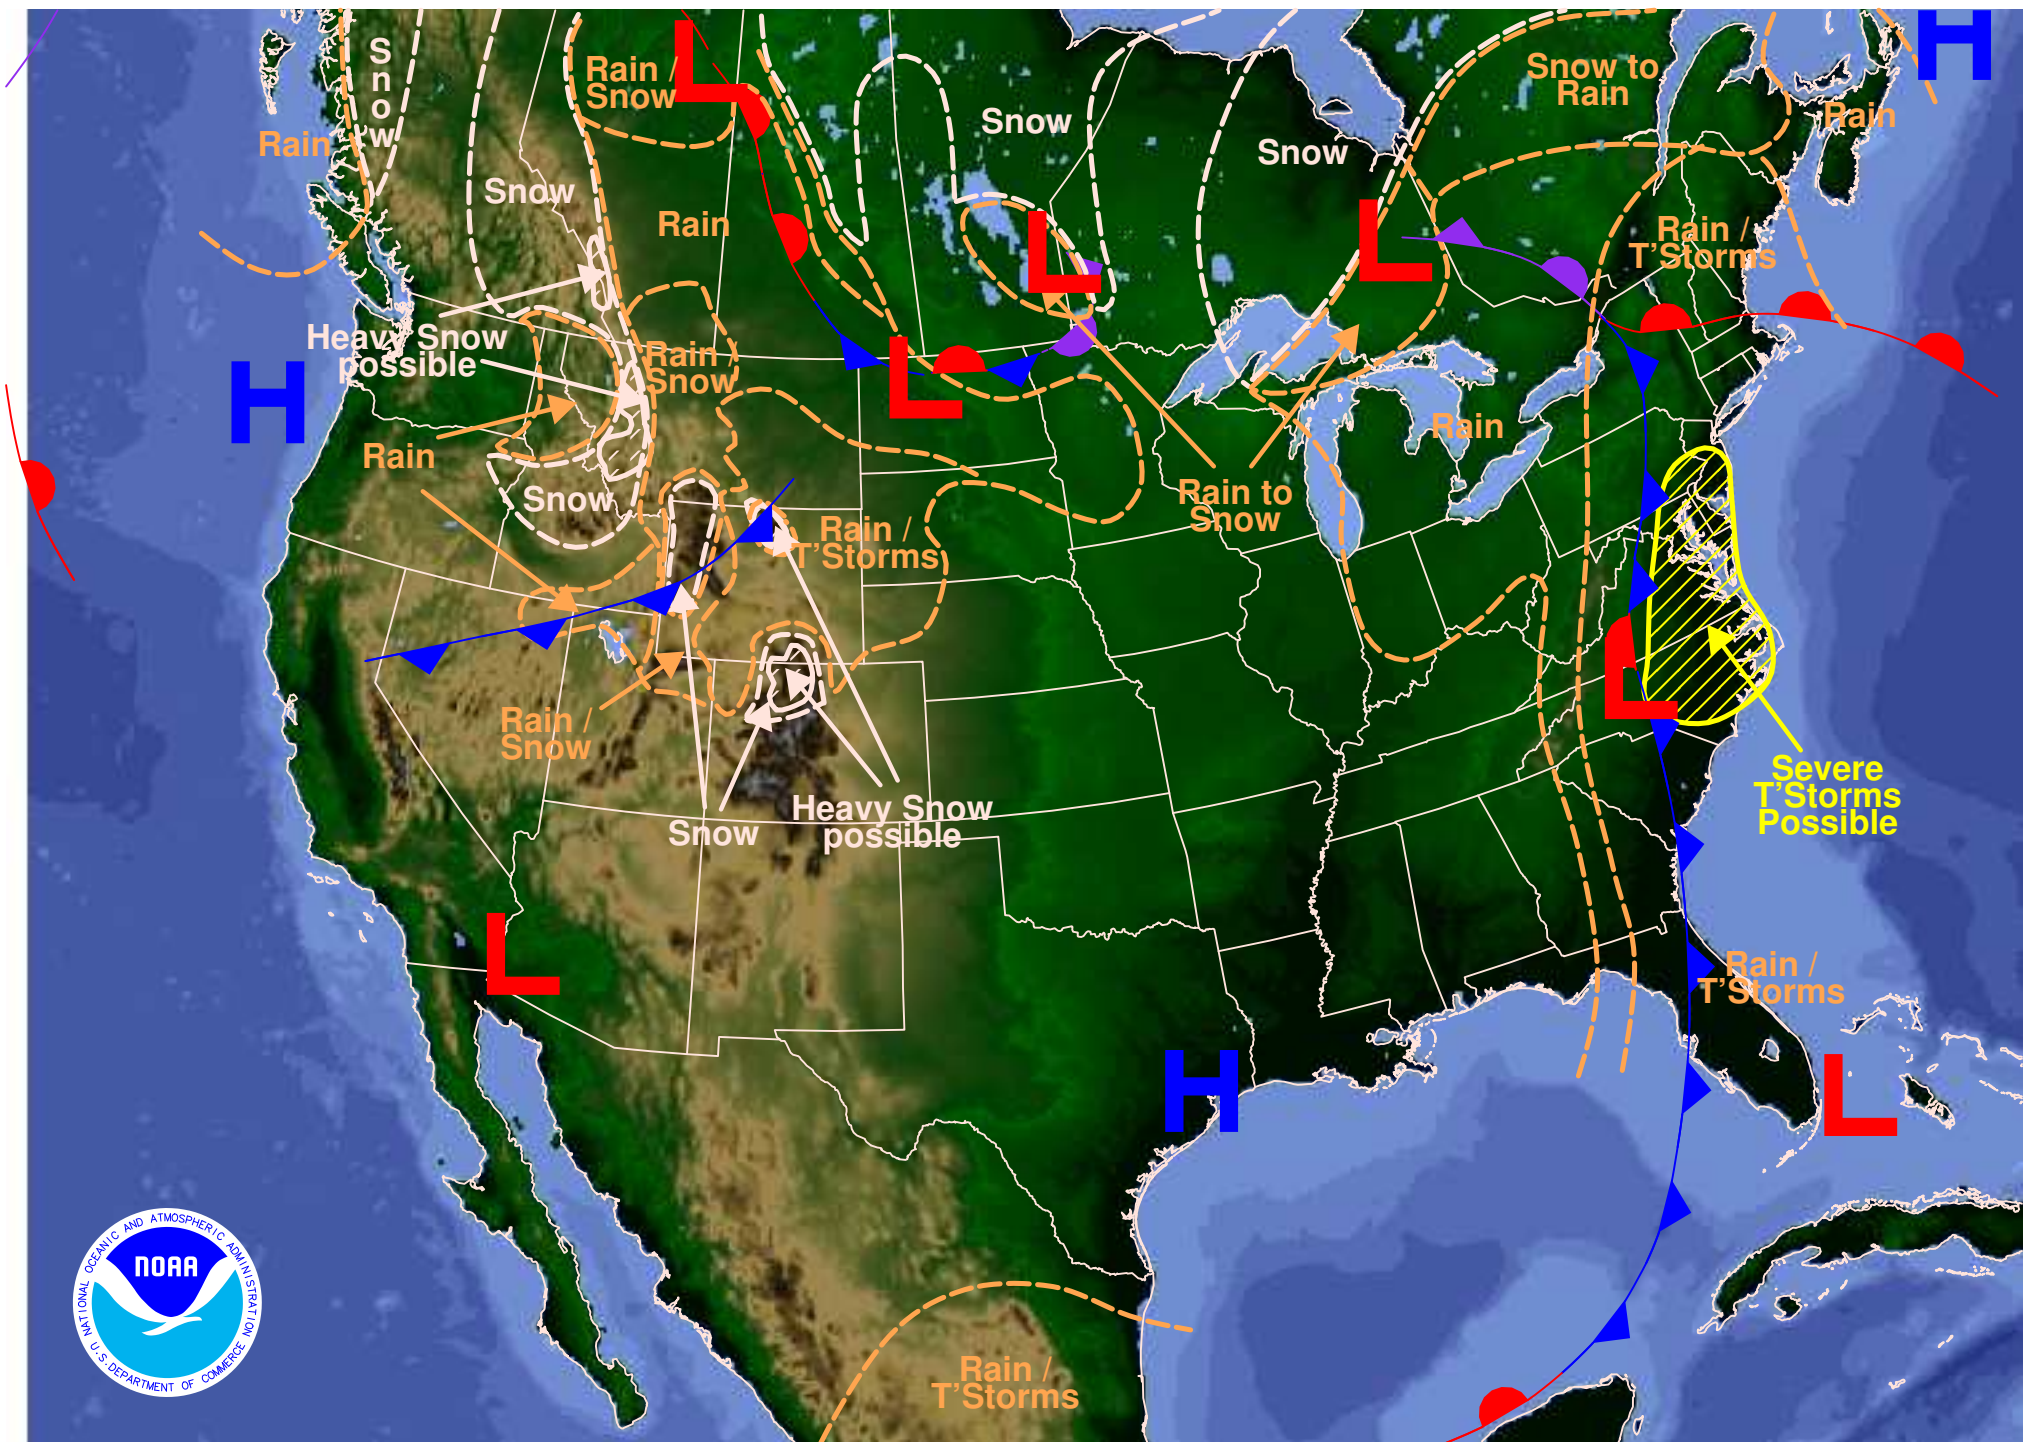 H
L
S
n
o
w
Rain /
Snow
Snow to
Rain
Rain
Rain
Snow
Snow
Snow
Rain
L
L
Rain /
T'Storms
Heavy Snow
possible
Rain
Snow
L
H
Rain
Rain
Snow
Rain to
Snow
Rain /
T'Storms
L
Rain /
Snow
Severe
T'Storms
Possible
Snow
Heavy Snow
possible
L
Rain /
T'Storms
H
L
NATIONAL OCEANIC AND ATMOSPHERIC ADMINISTRATION
NOAA
U.S. DEPARTMENT OF COMMERCE
Rain /
T'Storms